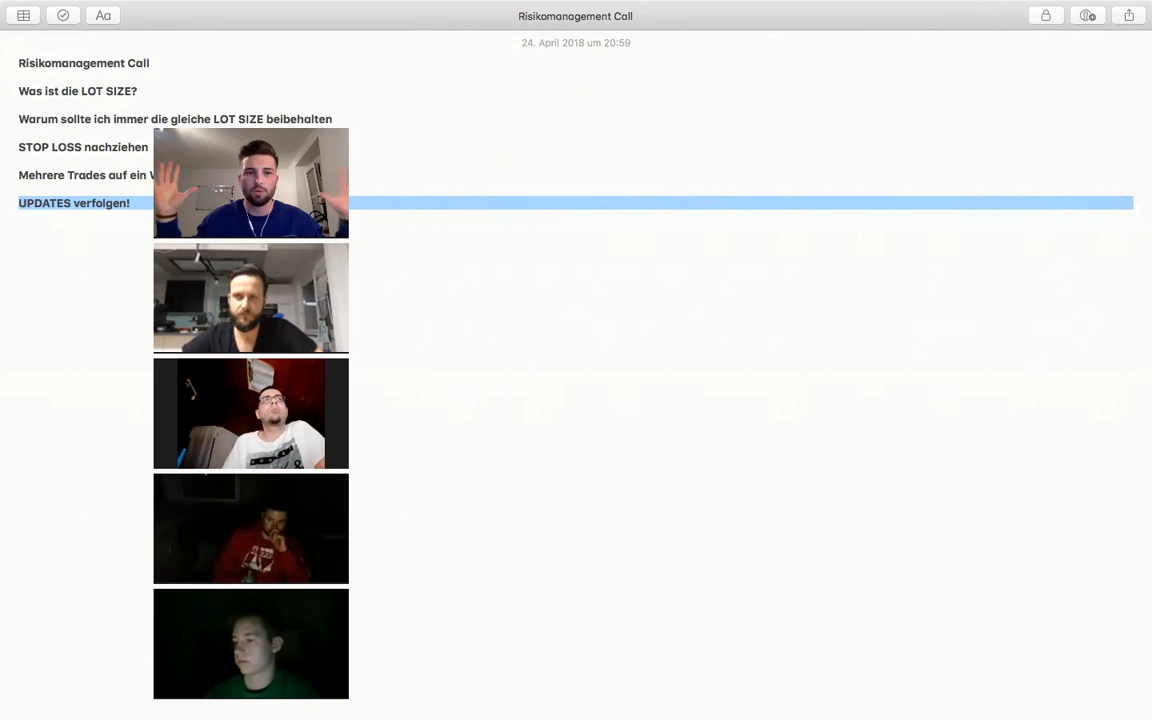 Aa
Risikomanagement Call
24. April 2018 um 20:59
Risikomanagement Call
Was ist die LOT SIZE?
Warum sollte ich immer die gleiche LOT SIZE beibehalten
STOP LOSS nachziehen
Mehrere Trades auf ein
UPDATES verfolgen!